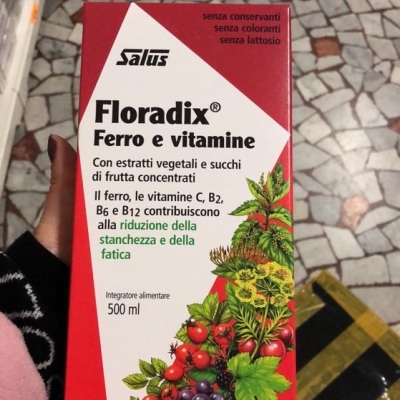 senza conservanti
senza coloranti
senza lattosio
Salus
Floradix®
Ferro e vitamine
Con estratti vegetali e succhi
di frutta concentrati
Il ferro, le vitamine C, B2,
B6 e B12 contribuiscono
alla riduzione della
stanchezza e della
fatica
Integratore alimentare
500 ml